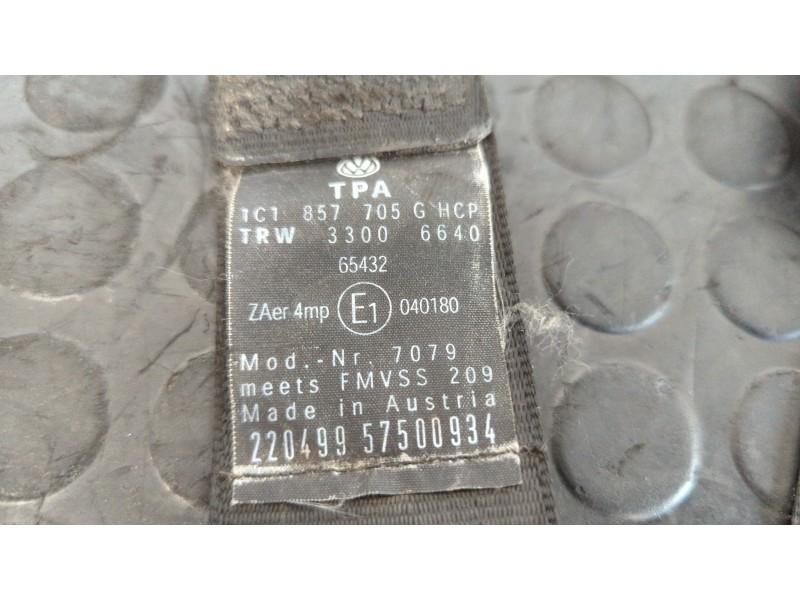 TPA
1C1 857 705 G HCP
TRW 3300 6640
65432
ZAer 4mp E1 040180
Mod.-Nr. 7079
meets FMVSS 209
Made in Austria
220499 57500934